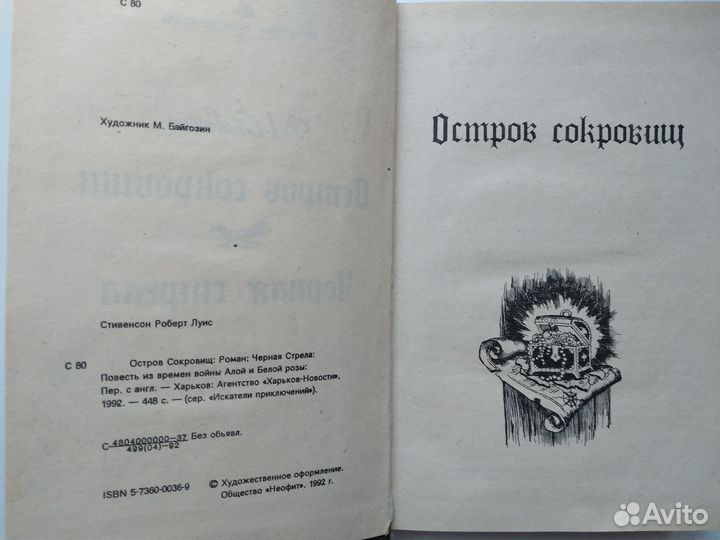 С 80
Художник М. Байгозин
Стивенсон Роберт Луис
С 80 Остров Сокровищ: Роман; Черная Стрела:
Повесть из времен войны Алой и Белой розы:
Пер. с англ. — Харьков: Агентство «Харьков-Новости»,
1992. — 448 с. — (сер. «Искатели приключений»).
С 4804000000—37 Без объявл.
499(04)—92
ISBN 5-7360-0036-9
© Художественное оформление.
Общество «Неофит». 1992 г.
Остров сокровищ
Avito